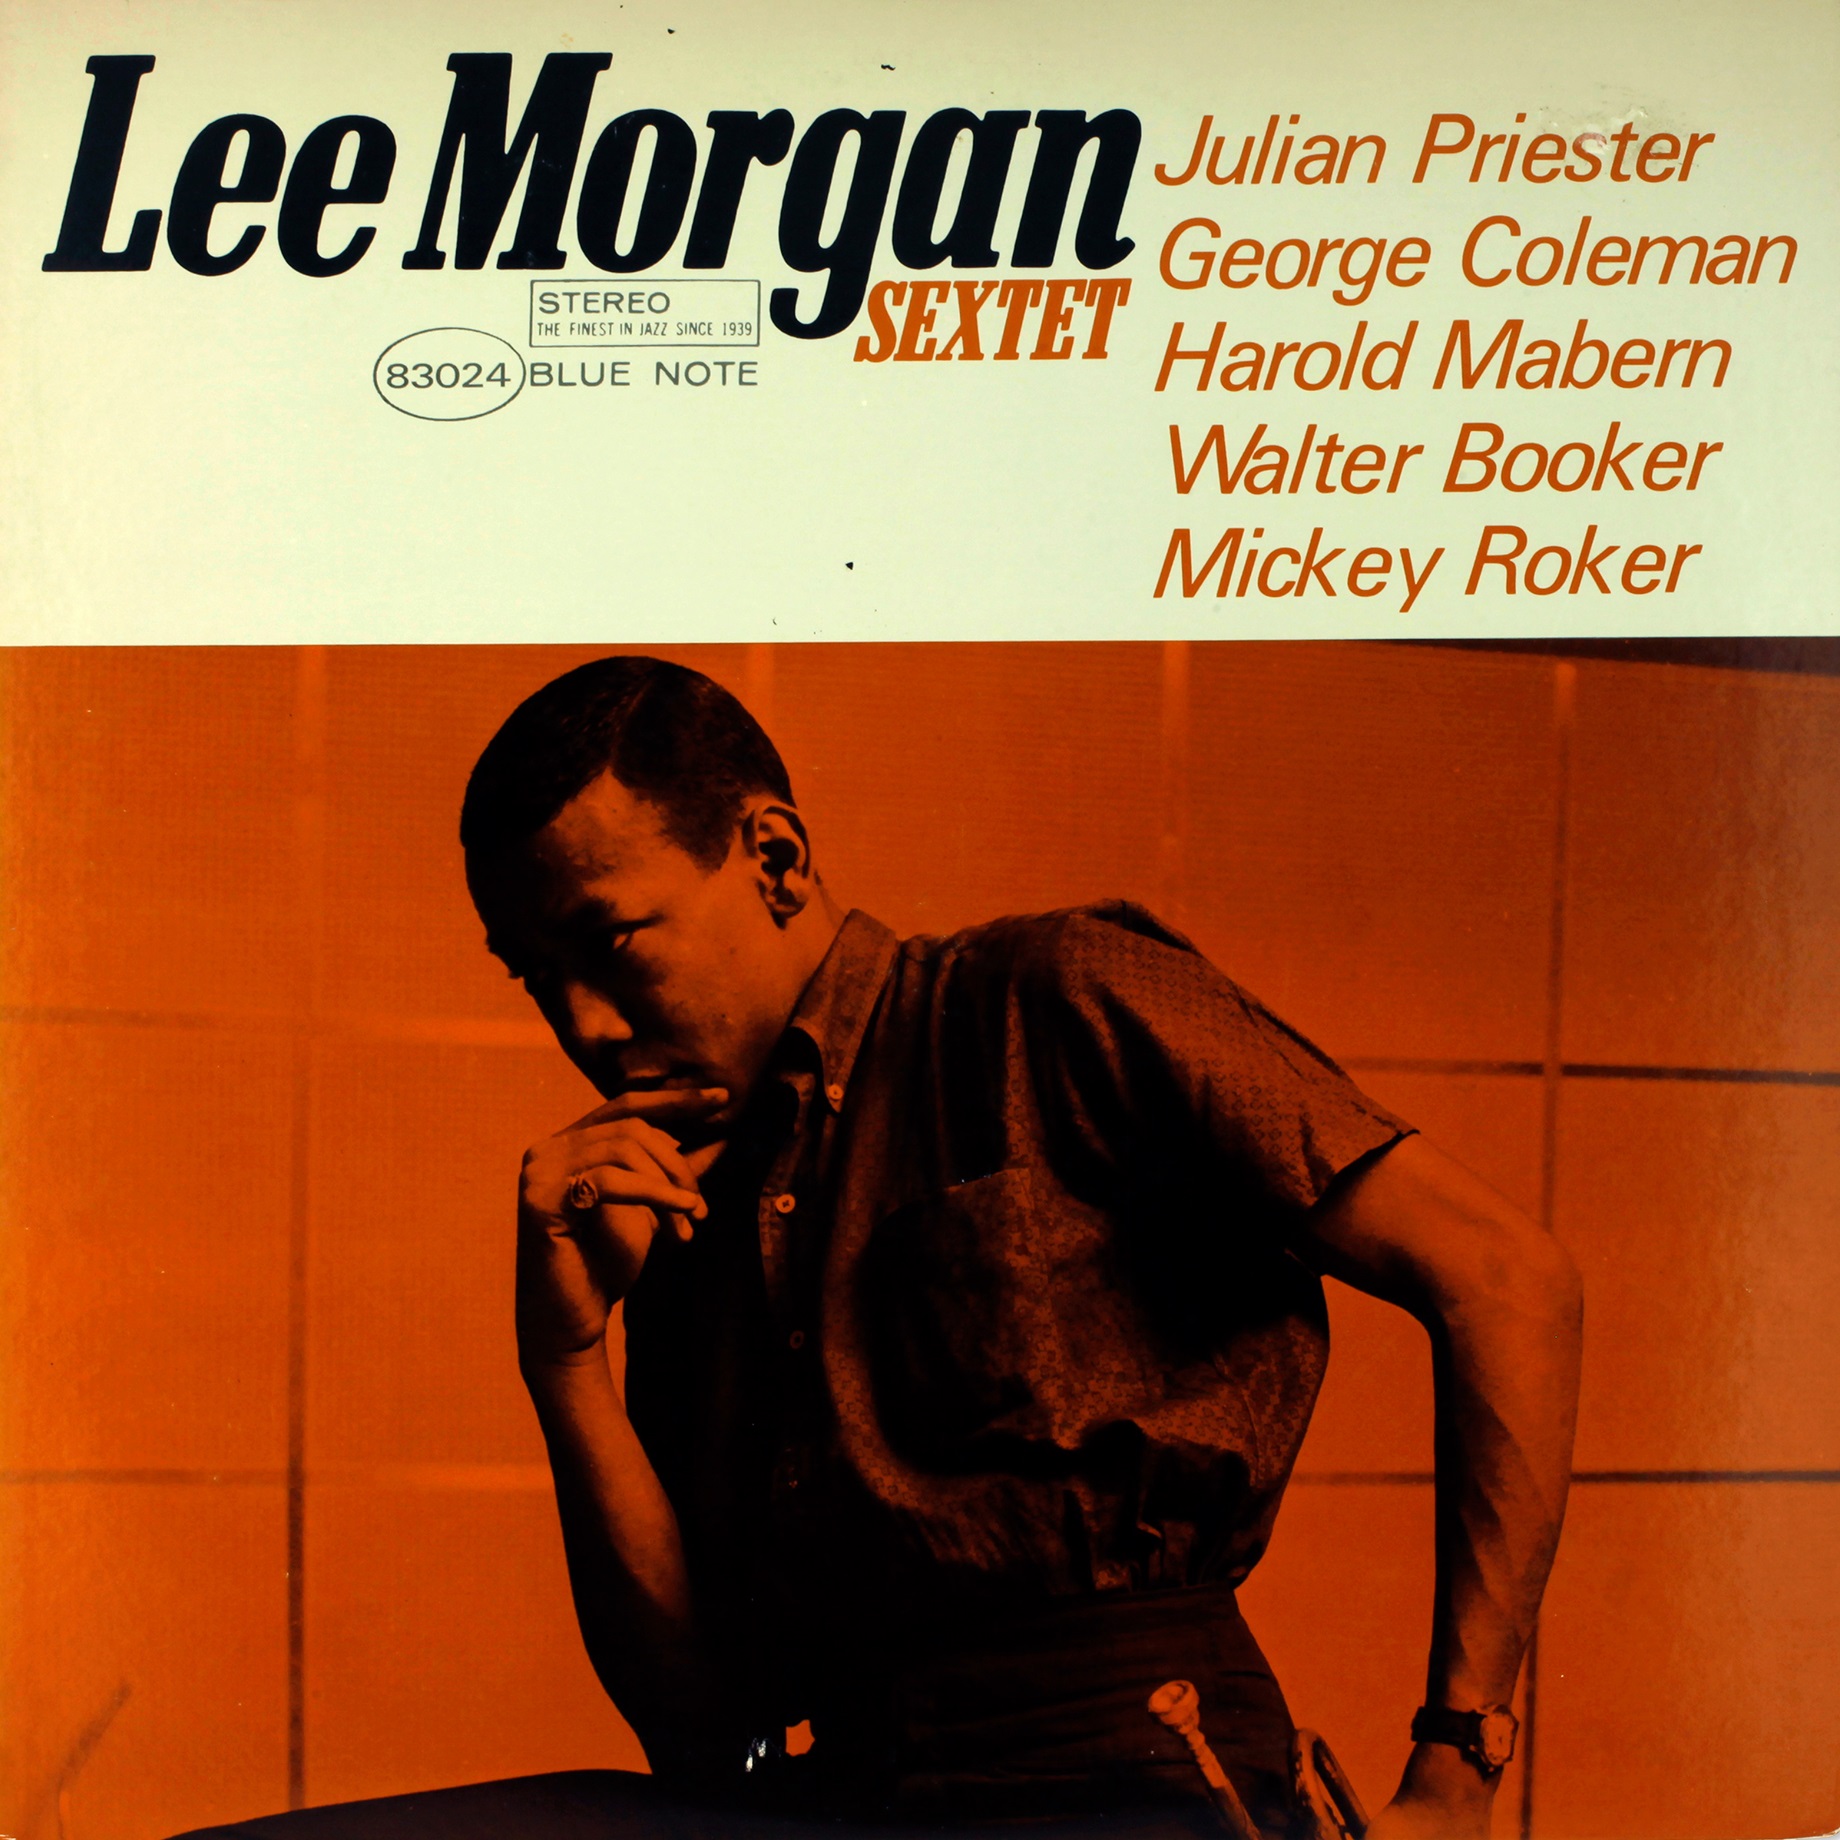 Lee Morgan
SEXTET
STEREO
THE FINEST IN JAZZ SINCE 1939
83024 BLUE NOTE
Julian Priester
George Coleman
Harold Mabern
Walter Booker
Mickey Roker